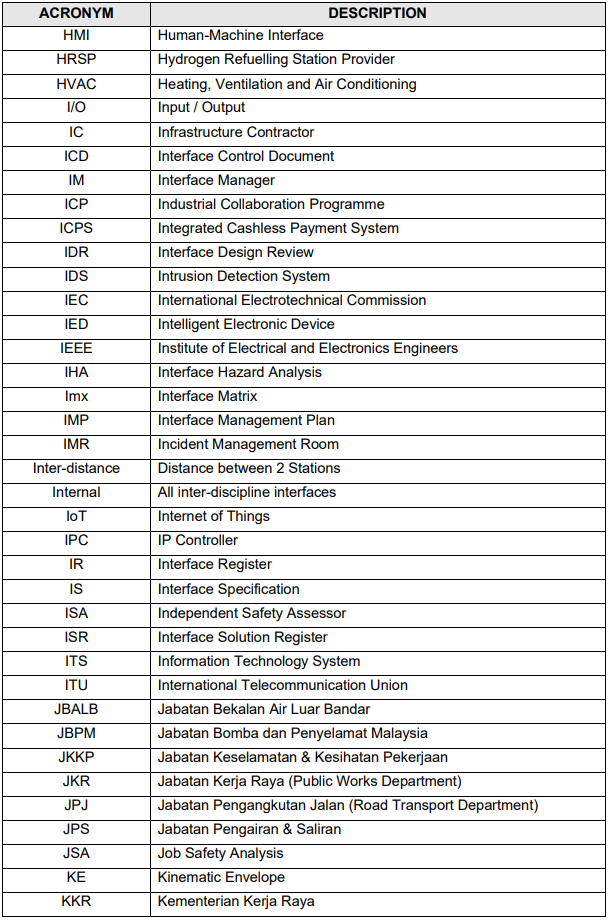 ACRONYM DESCRIPTION
HMI Human-Machine Interface
HRSP Hydrogen Refuelling Station Provider
HVAC Heating, Ventilation and Air Conditioning
I/O Input / Output
IC Infrastructure Contractor
ICD Interface Control Document
IM Interface Manager
ICP Industrial Collaboration Programme
ICPS Integrated Cashless Payment System
IDR Interface Design Review
IDS Intrusion Detection System
IEC International Electrotechnical Commission
IED Intelligent Electronic Device
IEEE Institute of Electrical and Electronics Engineers
IHA Interface Hazard Analysis
Imx Interface Matrix
IMP Interface Management Plan
IMR Incident Management Room
Inter-distance Distance between 2 Stations
Internal All inter-discipline interfaces
IoT Internet of Things
IPC IP Controller
IR Interface Register
IS Interface Specification
ISA Independent Safety Assessor
ISR Interface Solution Register
ITS Information Technology System
ITU International Telecommunication Union
JBALB Jabatan Bekalan Air Luar Bandar
JBPM Jabatan Bomba dan Penyelamat Malaysia
JKKP Jabatan Keselamatan & Kesihatan Pekerjaan
JKR Jabatan Kerja Raya (Public Works Department)
JPJ Jabatan Pengangkutan Jalan (Road Transport Department)
JPS Jabatan Pengairan & Saliran
JSA Job Safety Analysis
KE Kinematic Envelope
KKR Kementerian Kerja Raya